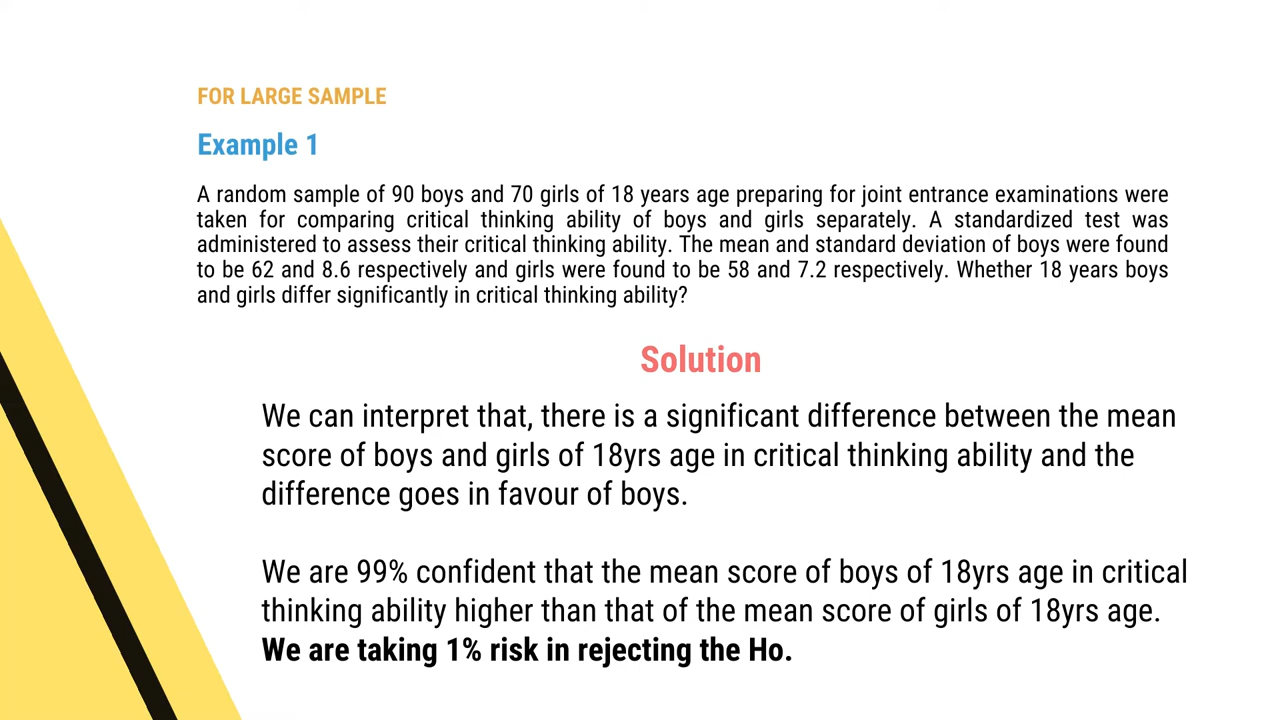 FOR LARGE SAMPLE
Example 1
A random sample of 90 boys and 70 girls of 18 years age preparing for joint entrance examinations were
taken for comparing critical thinking ability of boys and girls separately. A standardized test was
administered to assess their critical thinking ability. The mean and standard deviation of boys were found
to be 62 and 8.6 respectively and girls were found to be 58 and 7.2 respectively. Whether 18 years boys
and girls differ significantly in critical thinking ability?
Solution
We can interpret that, there is a significant difference between the mean
score of boys and girls of 18yrs age in critical thinking ability and the
difference goes in favour of boys.
We are 99% confident that the mean score of boys of 18yrs age in critical
thinking ability higher than that of the mean score of girls of 18yrs age.
We are taking 1% risk in rejecting the Ho.